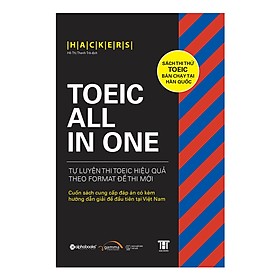 |H|A|C|K|E|R|S|
SÁCH THI THỬ
TOEIC
BÁN CHẠY TẠI
HÀN QUỐC
TOEIC
ALL
IN ONE
TỰ LUYỆN THI TOEIC HIỆU QUẢ
THEO FORMAT ĐỀ THI MỚI
Cuốn sách cung cấp đáp án có kèm
hướng dẫn giải đề đầu tiên tại Việt Nam
alphabooks
gamma